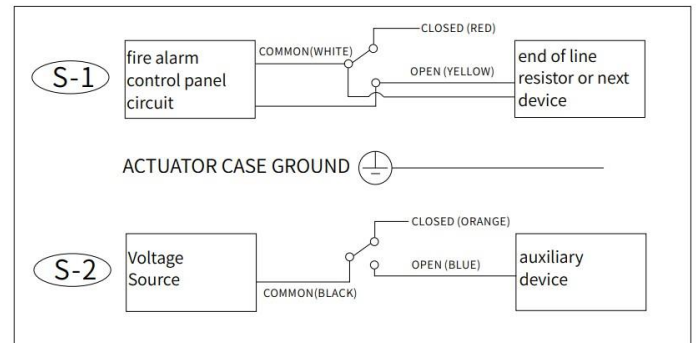 CLOSED (RED)
S-1
fire alarm
control panel
circuit
COMMON(WHITE)
OPEN (YELLOW)
end of line
resistor or next
device
ACTUATOR CASE GROUND
CLOSED (ORANGE)
S-2
Voltage
Source
COMMON(BLACK)
OPEN (BLUE)
auxiliary
device